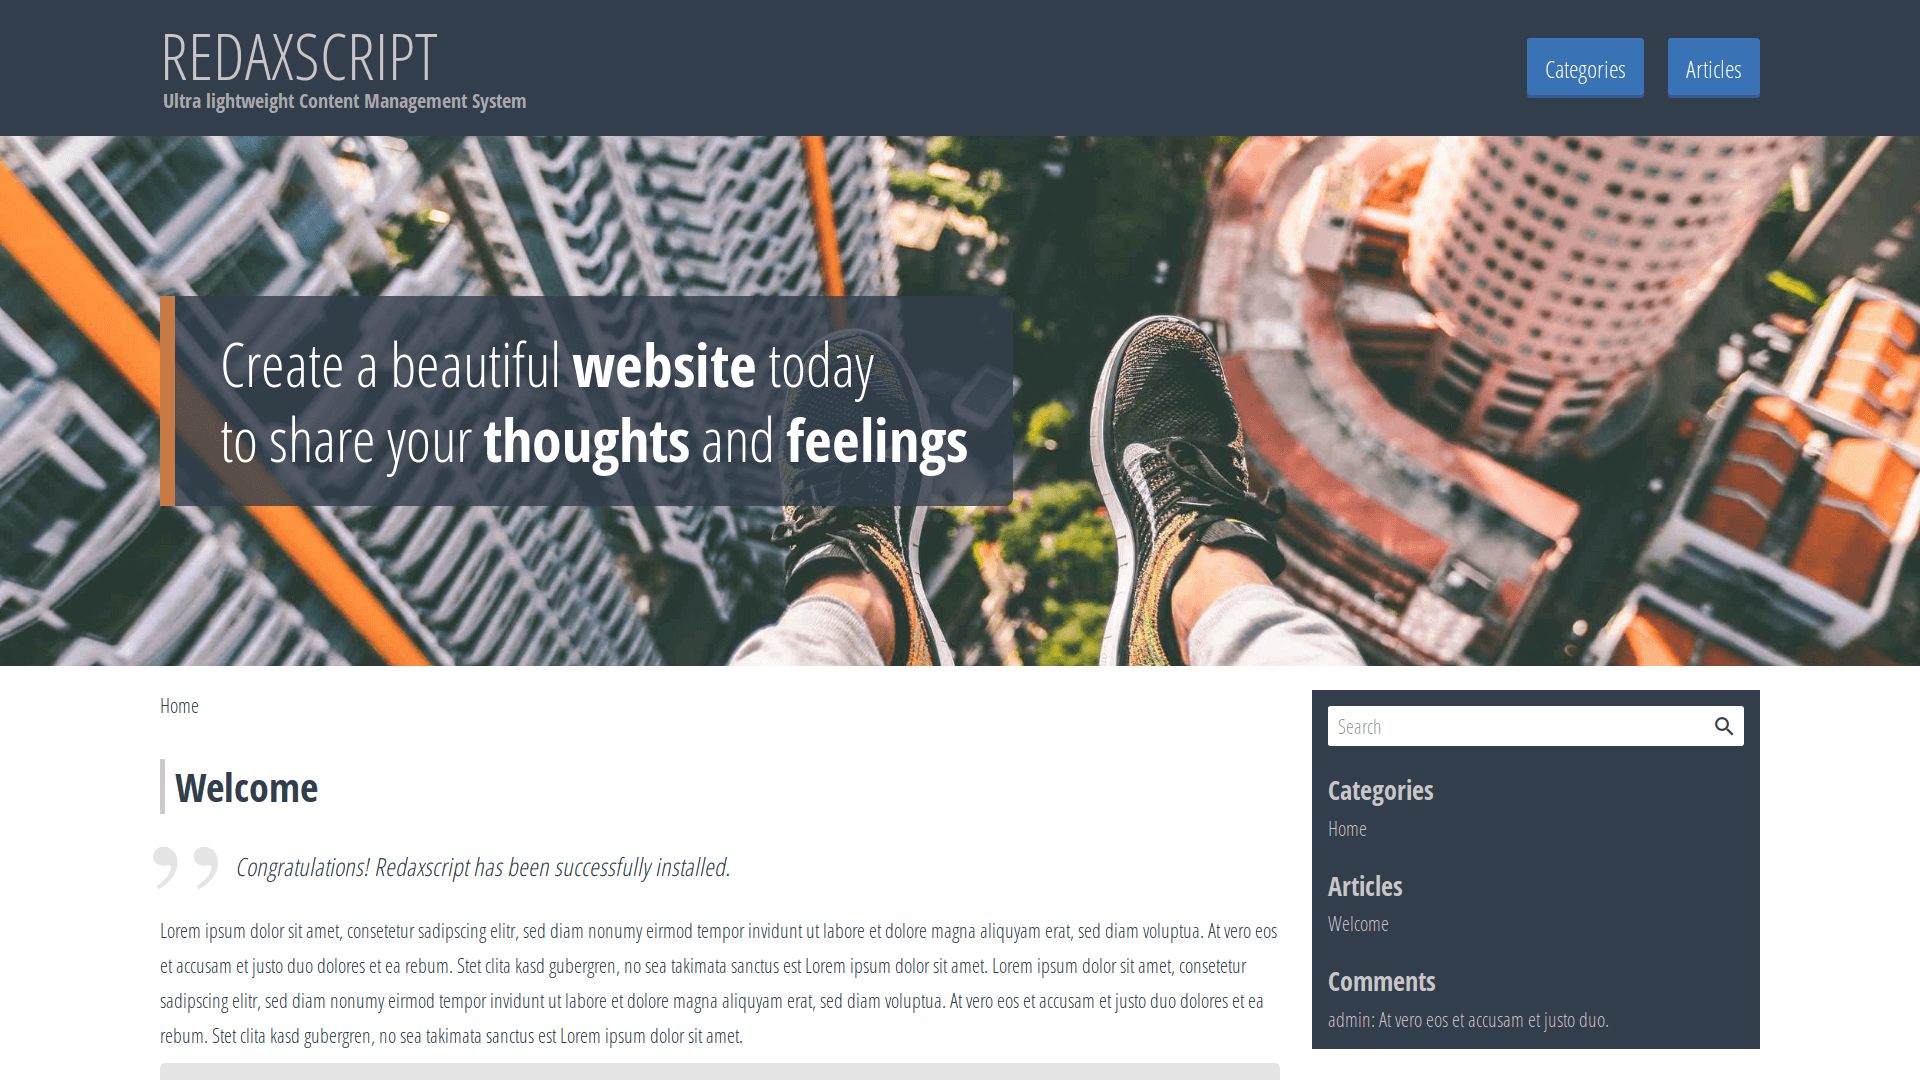 REDAXSCRIPT
Ultra lightweight Content Management System
Categories
Articles
Create a beautiful website today
to share your thoughts and feelings
Home
Welcome
Congratulations! Redaxscript has been successfully installed.
Lorem ipsum dolor sit amet, consetetur sadipscing elitr, sed diam nonumy eirmod tempor invidunt ut labore et dolore magna aliquyam erat, sed diam voluptua. At vero eos
et accusam et justo duo dolores et ea rebum. Stet clita kasd gubergren, no sea takimata sanctus est Lorem ipsum dolor sit amet. Lorem ipsum dolor sit amet, consetetur
sadipscing elitr, sed diam nonumy eirmod tempor invidunt ut labore et dolore magna aliquyam erat, sed diam voluptua. At vero eos et accusam et justo duo dolores et ea
rebum. Stet clita kasd gubergren, no sea takimata sanctus est Lorem ipsum dolor sit amet.
Search
Categories
Home
Articles
Welcome
Comments
admin: At vero eos et accusam et justo duo.